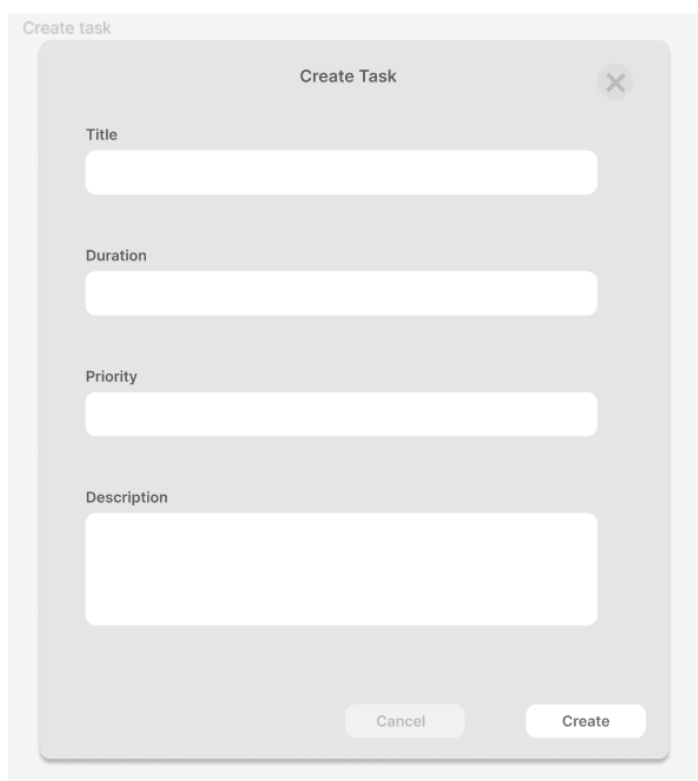 Create task
Create Task
Title
Duration
Priority
Description
Cancel
Create